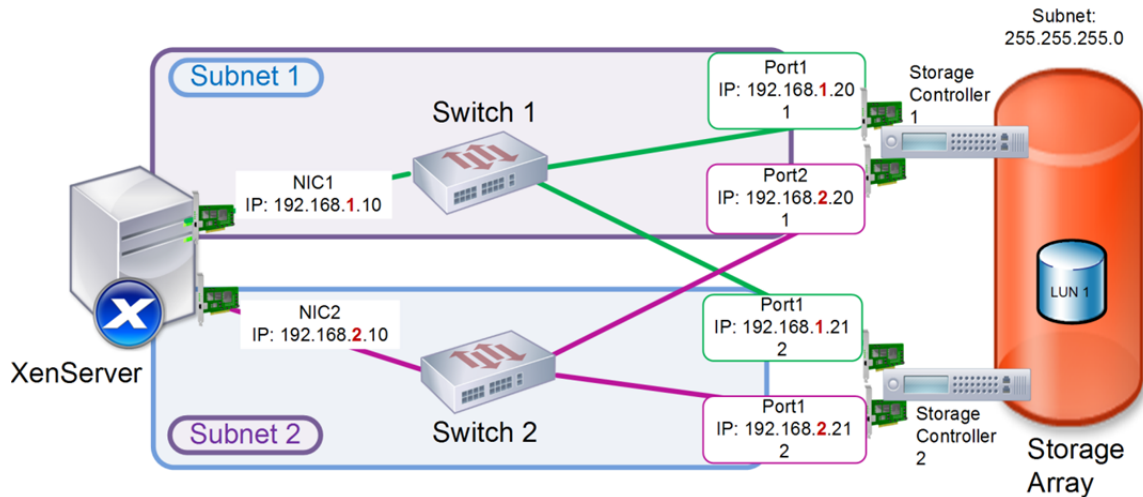 Subnet:
255.255.255.0
Subnet 1
Switch 1
NIC1
IP: 192.168.1.10
Port1
IP: 192.168.1.20
1
Storage
Controller
1
Port2
IP: 192.168.2.20
1
LUN 1
X
XenServer
NIC2
IP: 192.168.2.10
Port1
IP: 192.168.1.21
2
Switch 2
Subnet 2
Port1
IP: 192.168.2.21
2
Storage
Controller
2
Storage
Array